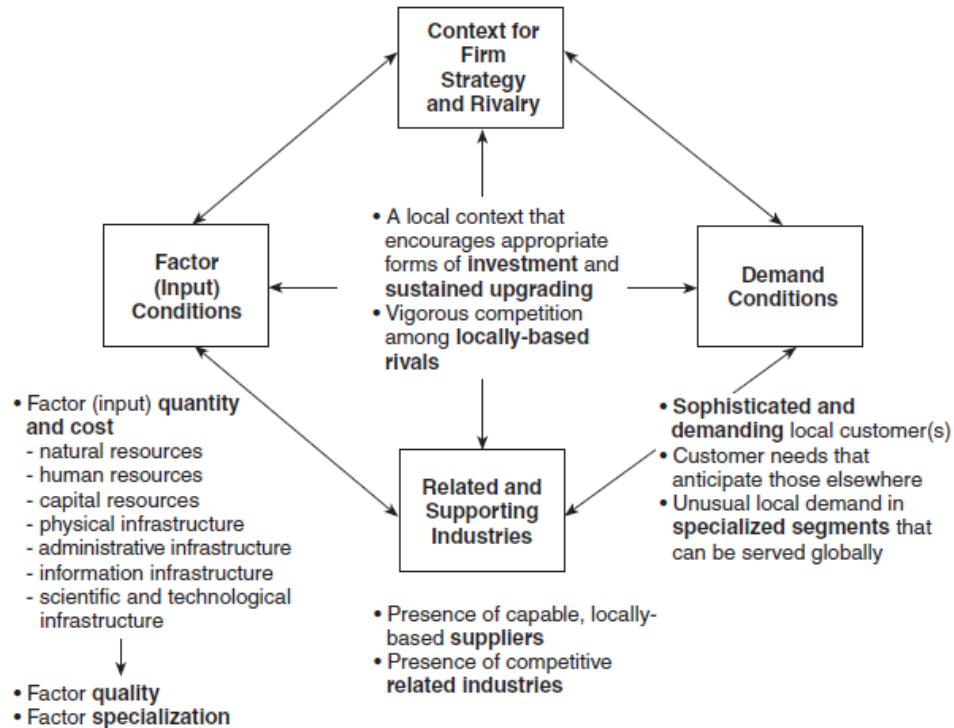 Context for
Firm
Strategy
and Rivalry
• A local context that
encourages appropriate
forms of investment and
sustained upgrading
• Vigorous competition
among locally-based
rivals
Factor
(Input)
Conditions
Demand
Conditions
• Factor (input) quantity
and cost
- natural resources
- human resources
- capital resources
- physical infrastructure
- administrative infrastructure
- information infrastructure
- scientific and technological
infrastructure
• Factor quality
• Factor specialization
Related and
Supporting
Industries
• Presence of capable, locally-
based suppliers
• Presence of competitive
related industries
• Sophisticated and
demanding local customer(s)
• Customer needs that
anticipate those elsewhere
• Unusual local demand in
specialized segments that
can be served globally